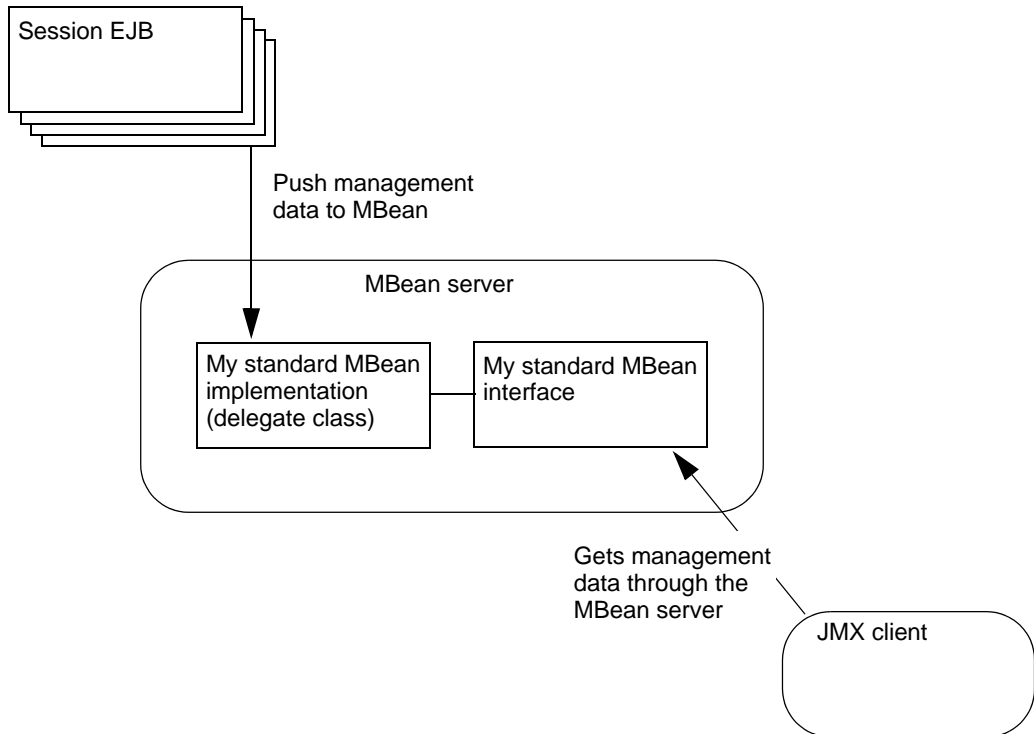 Session EJB
Push management
data to MBean
MBean server
My standard MBean
implementation
(delegate class)
My standard MBean
interface
Gets management
data through the
MBean server
JMX client